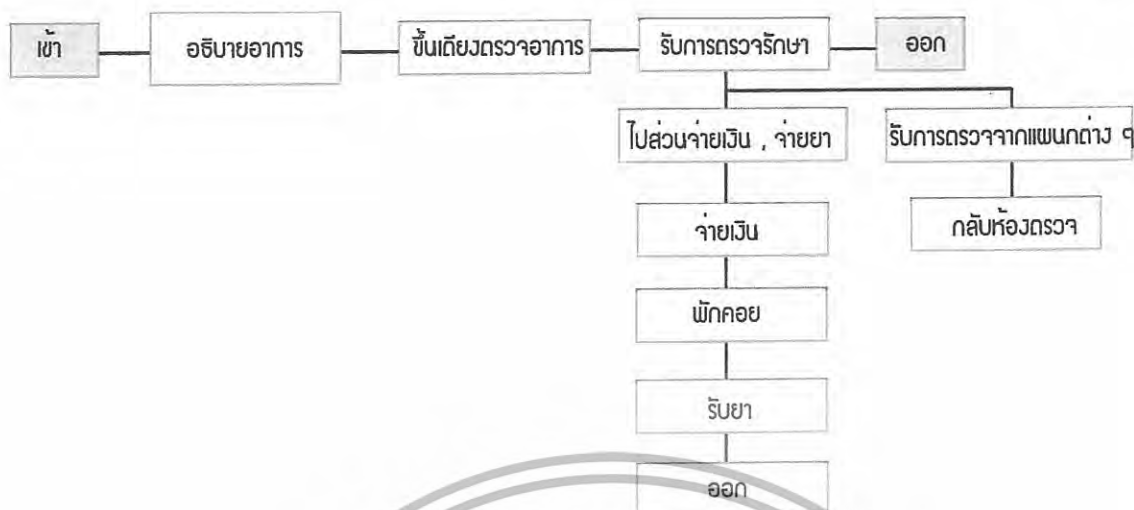 เข้า
อธิบายอาการ
ขึ้นเตียงตรวจอาการ
รับการตรวจรักษา
ออก
ไปส่วนจ่ายเงิน , จ่ายยา
รับการตรวจจากแผนกต่าง ๆ
จ่ายเงิน
กลับห้องตรวจ
พักคอย
รับยา
ออก